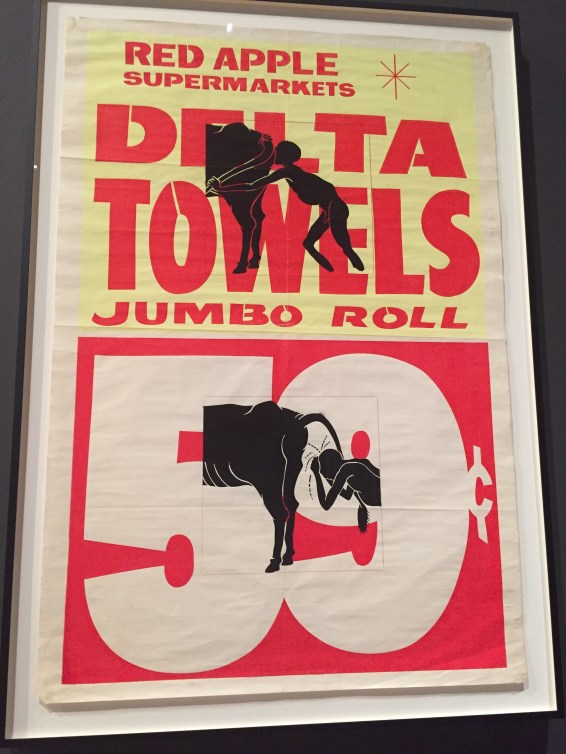 RED APPLE
SUPERMARKETS
DELTA
TOWELS
JUMBO ROLL
59¢